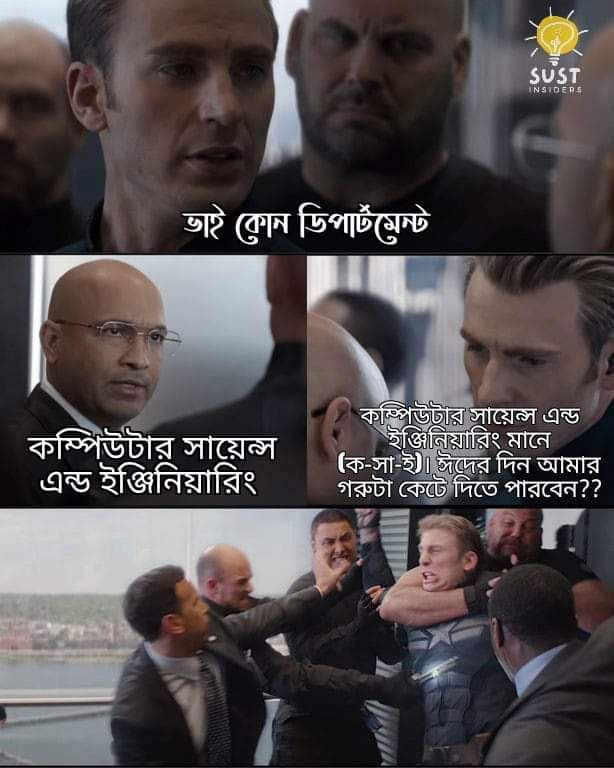 SUST
INSIDERS
ভাই কোন ডিপার্টমেন্ট
কম্পিউটার সায়েন্স
এন্ড ইঞ্জিনিয়ারিং
কম্পিউটার সায়েন্স এন্ড
ইঞ্জিনিয়ারিং মানে
(ক-সা-ই)। ঈদের দিন আমার
গরুটা কেটে দিতে পারবেন??